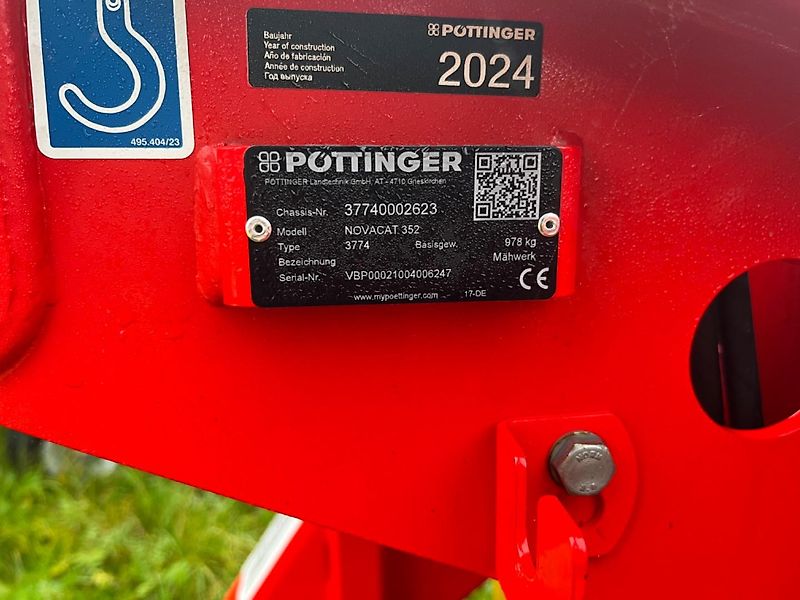 495.404/23
Baujahr
Year of construction
Año de fabricación
Année de construction
Год выпуска
PÖTTINGER
2024
PÖTTINGER
PÖTTINGER Landtechnik GmbH, AT - 4710 Grieskirchen
Chassis-Nr. 37740002623
Modell NOVACAT 352
Type 3774 Basisgew. 978 kg
Bezeichnung Mähwerk
Serial-Nr. VBP00021004006247
CE
www.mypoettinger.com 17-DE